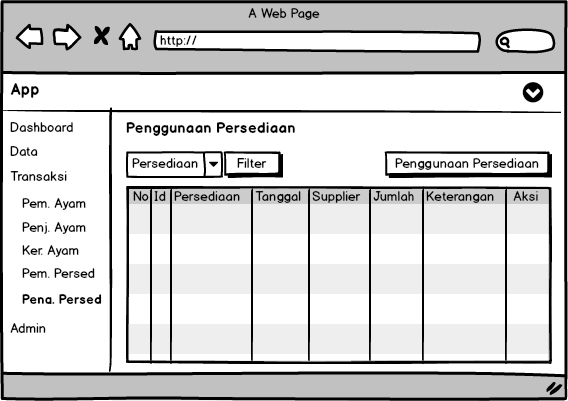 A Web Page
http://
App
Dashboard
Data
Transaksi
Pem. Ayam
Penj. Ayam
Ker. Ayam
Pem. Persed
Pena. Persed
Admin
Penggunaan Persediaan
Persediaan Filter Penggunaan Persediaan
No Id Persediaan Tanggal Supplier Jumlah Keterangan Aksi